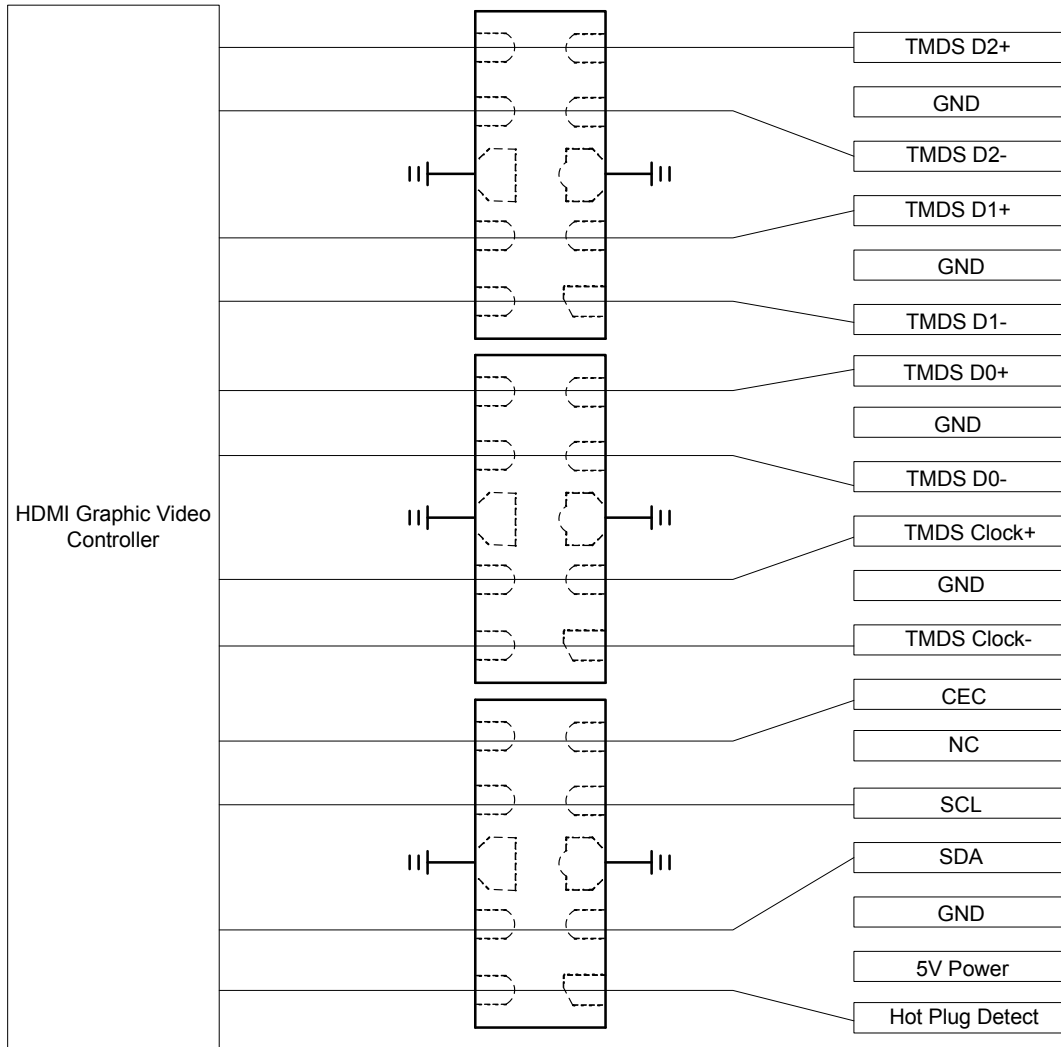 TMDS D2+
GND
TMDS D2-
TMDS D1+
GND
TMDS D1-
TMDS D0+
GND
TMDS D0-
HDMI Graphic Video
Controller
TMDS Clock+
GND
TMDS Clock-
CEC
NC
SCL
SDA
GND
5V Power
Hot Plug Detect